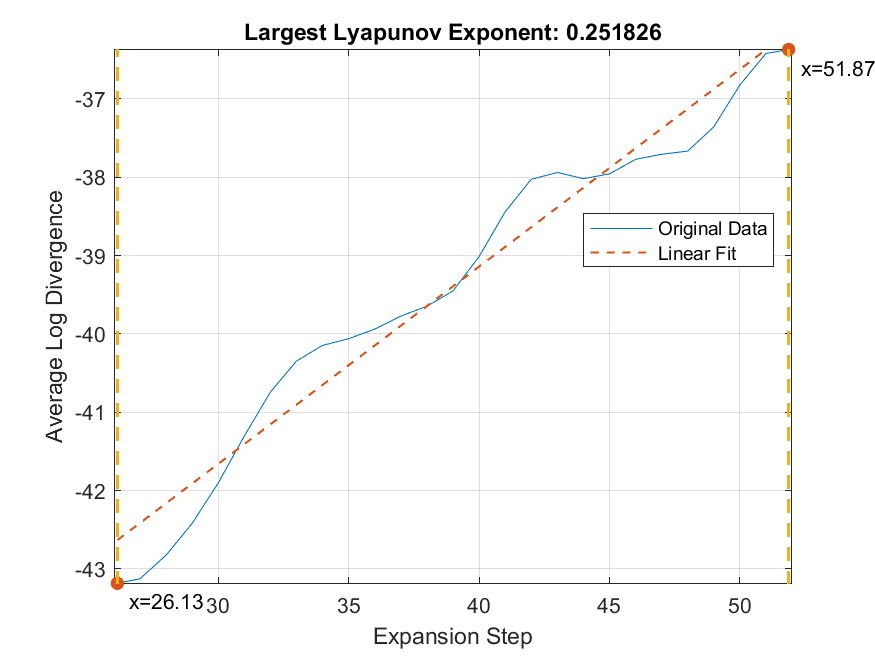 Largest Lyapunov Exponent: 0.251826
x=51.87
-37
-38
-39
-40
-41
-42
-43
Average Log Divergence
Original Data
Linear Fit
x=26.13
30
35
40
45
50
Expansion Step